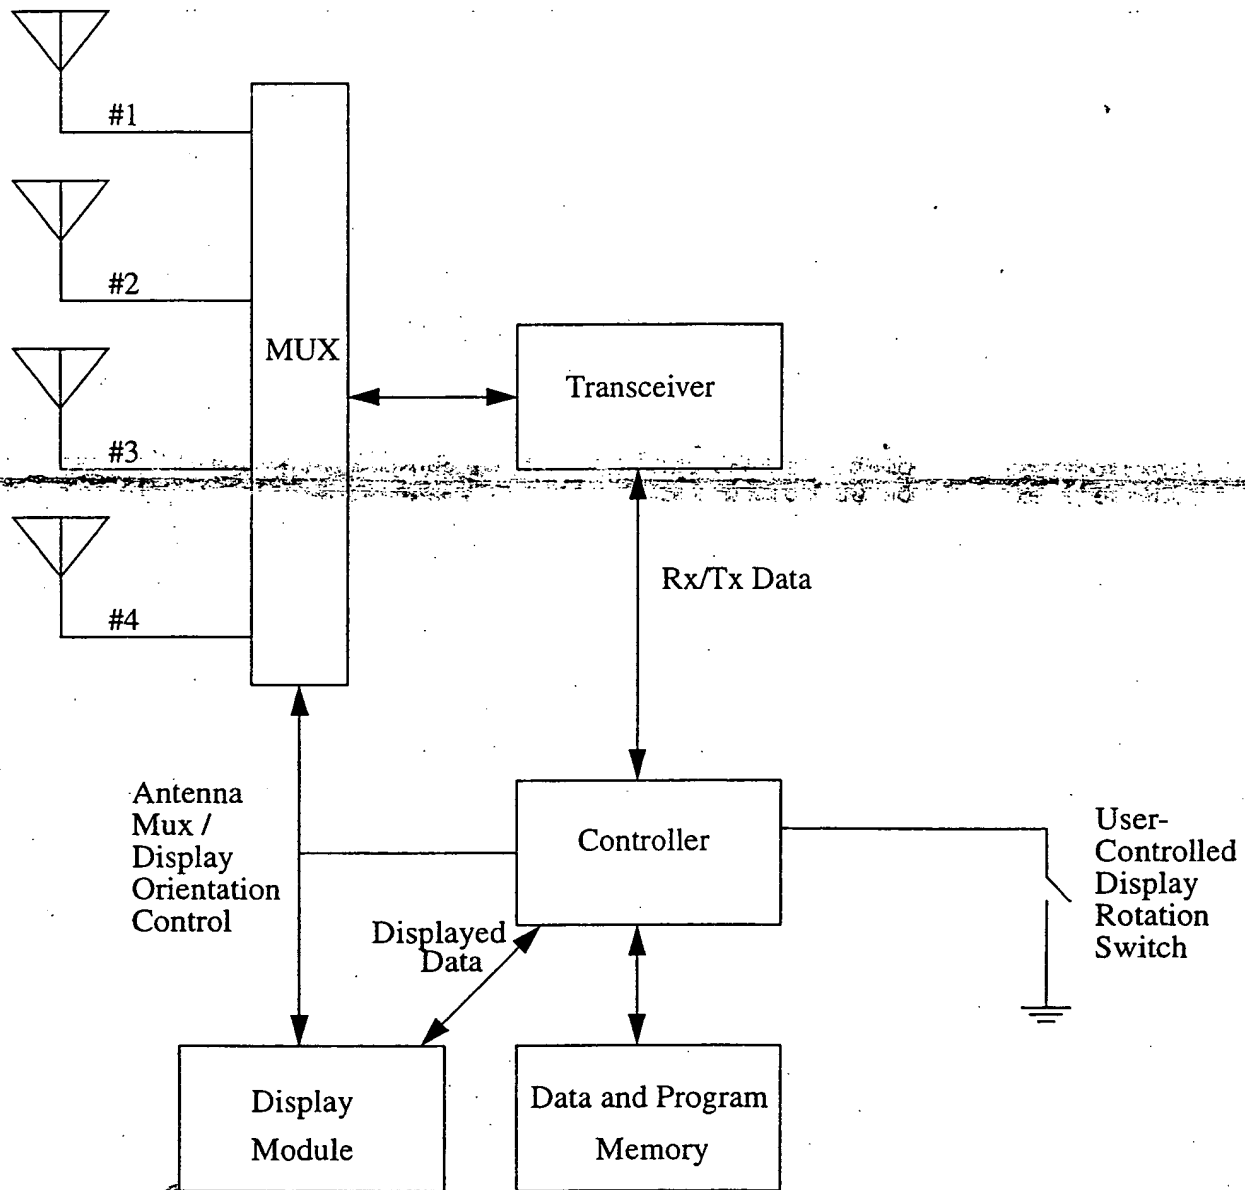 #1
#2
MUX
Transceiver
#3
Rx/Tx Data
#4
Antenna
Mux /
Display
Orientation
Control
Controller
User-
Controlled
Display
Rotation
Switch
Displayed
Data
Display
Module
Data and Program
Memory